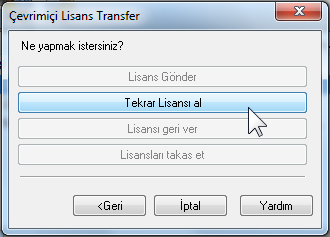 Çevrimiçi Lisans Transfer
Ne yapmak istersiniz?
Lisans Gönder
Tekrar Lisansı al
Lisansı geri ver
Lisansları takas et
<Geri
İptal
Yardım